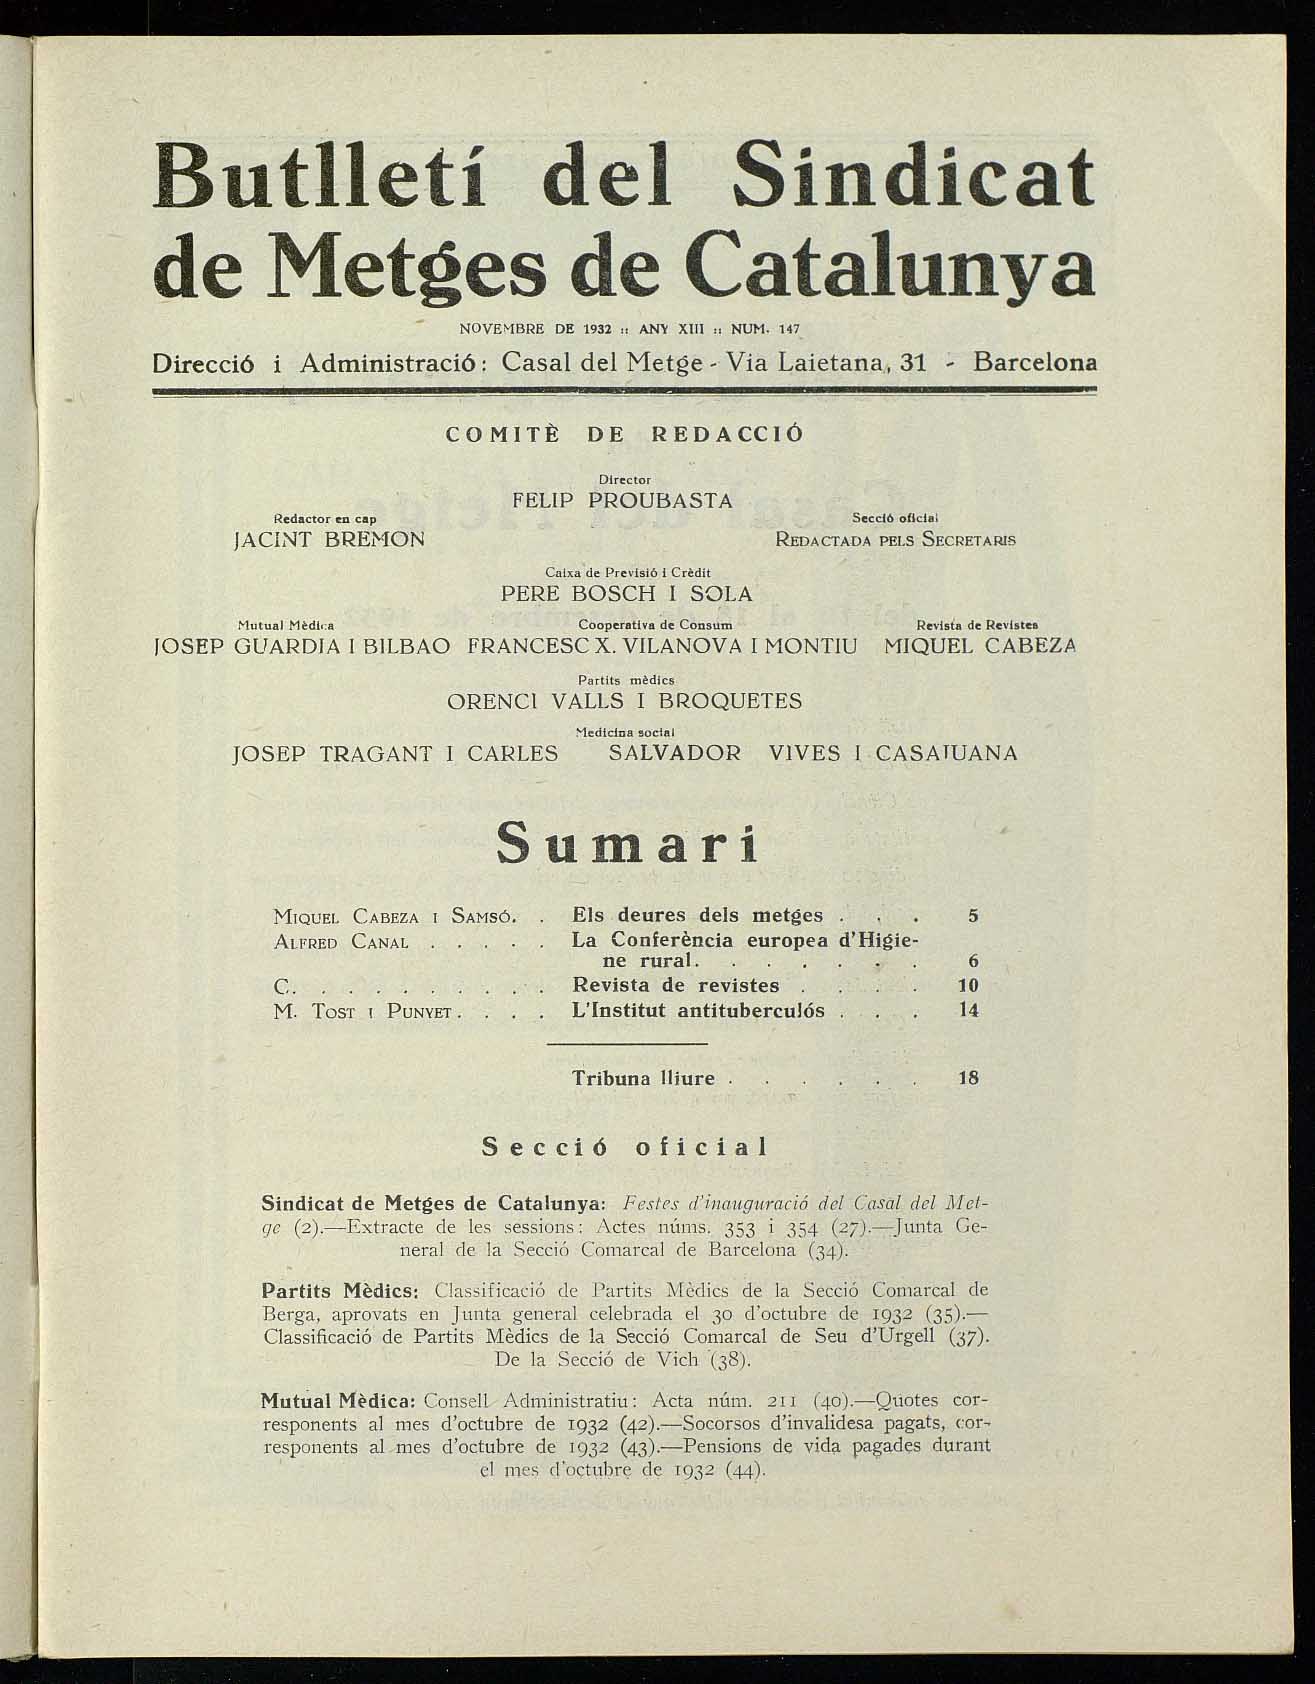 Butlletí del Sindicat
de Metges de Catalunya
NOVEMBRE DE 1932 :: ANY XIII :: NUM. 147
Direcció i Administració: Casal del Metge - Via Laietana, 31 - Barcelona
COMITÈ DE REDACCIÓ
Director
FELIP PROUBASTA
Redactor en cap
JACINT BREMON
Secció oficial
REDACTADA PELS SECRETARIS
Caixa de Previsió i Crèdit
PERE BOSCH I SOLA
Mutual Mèdica
JOSEP GUARDIA I BILBAO
Cooperativa de Consum
FRANCESC X. VILANOVA I MONTIU
Revista de Revistes
MIQUEL CABEZA
Partits mèdics
ORENCI VALLS I BROQUETES
Medicina social
JOSEP TRAGANT I CARLES SALVADOR VIVES I CASAJUANA
Sumari
MIQUEL CABEZA I SAMSÓ. . Els deures dels metges . . . 5
ALFRED CANAL . . . . . La Conferència europea d'Higie-
ne rural. . . . . . . 6
C. . . . . . . . . . Revista de revistes . . . . 10
M. TOST I PUNYET . . . . L'Institut antituberculós . . . 14
Tribuna lliure . . . . . . 18
Secció oficial
Sindicat de Metges de Catalunya: Festes d'inauguració del Casal del Met-
ge (2).—Extracte de les sessions: Actes núms. 353 i 354 (27).—Junta Ge-
neral de la Secció Comarcal de Barcelona (34).
Partits Mèdics: Classificació de Partits Mèdics de la Secció Comarcal de
Berga, aprovats en Junta general celebrada el 30 d'octubre de 1932 (35).—
Classificació de Partits Mèdics de la Secció Comarcal de Seu d'Urgell (37).
De la Secció de Vich (38).
Mutual Mèdica: Consell Administratiu: Acta núm. 211 (40).—Quotes cor-
responents al mes d'octubre de 1932 (42).—Socorsos d'invalidesa pagats, cor-
responents al mes d'octubre de 1932 (43).—Pensions de vida pagades durant
el mes d'octubre de 1932 (44).